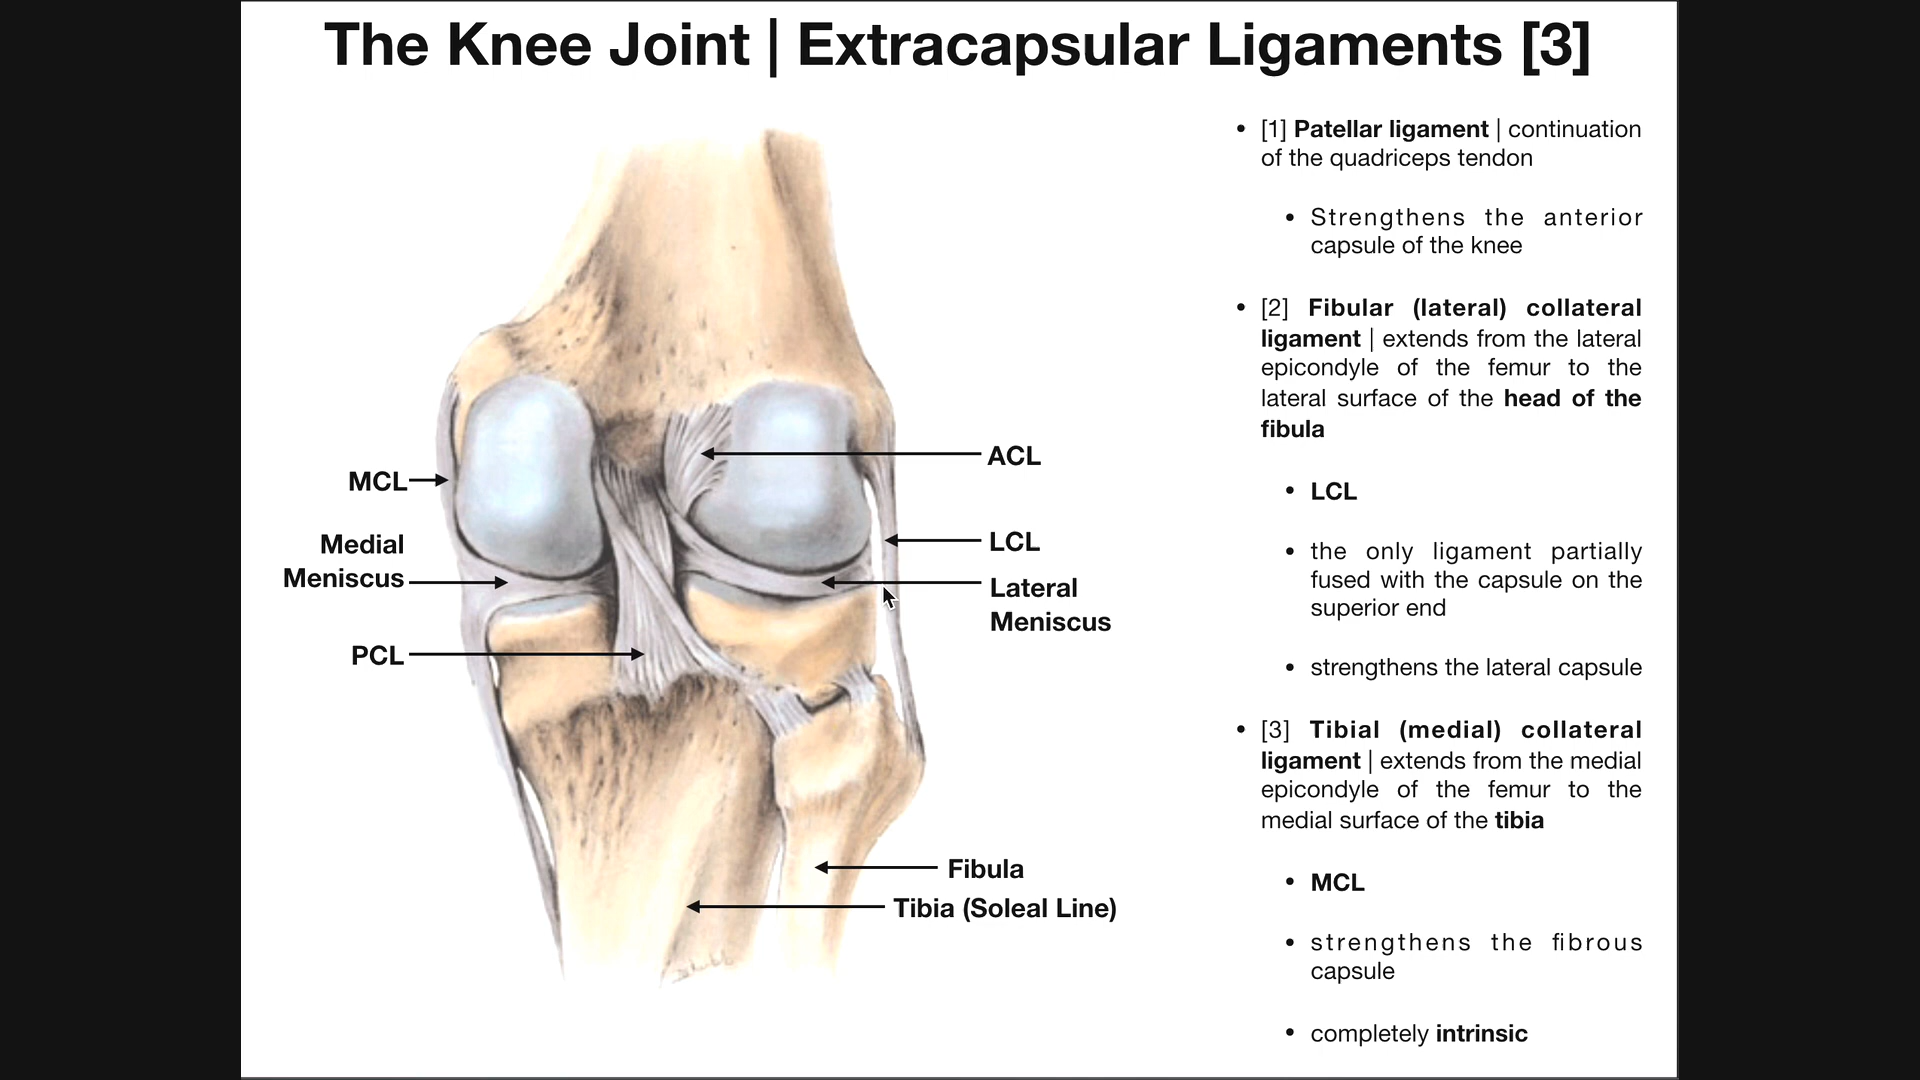 The Knee Joint | Extracapsular Ligaments [3]
MCL
Medial
Meniscus
PCL
ACL
LCL
Lateral
Meniscus
Fibula
Tibia (Soleal Line)
• [1] Patellar ligament | continuation
of the quadriceps tendon
• Strengthens the anterior
capsule of the knee
• [2] Fibular (lateral) collateral
ligament | extends from the lateral
epicondyle of the femur to the
lateral surface of the head of the
fibula
• LCL
• the only ligament partially
fused with the capsule on the
superior end
• strengthens the lateral capsule
• [3] Tibial (medial) collateral
ligament | extends from the medial
epicondyle of the femur to the
medial surface of the tibia
• MCL
• strengthens the fibrous
capsule
• completely intrinsic